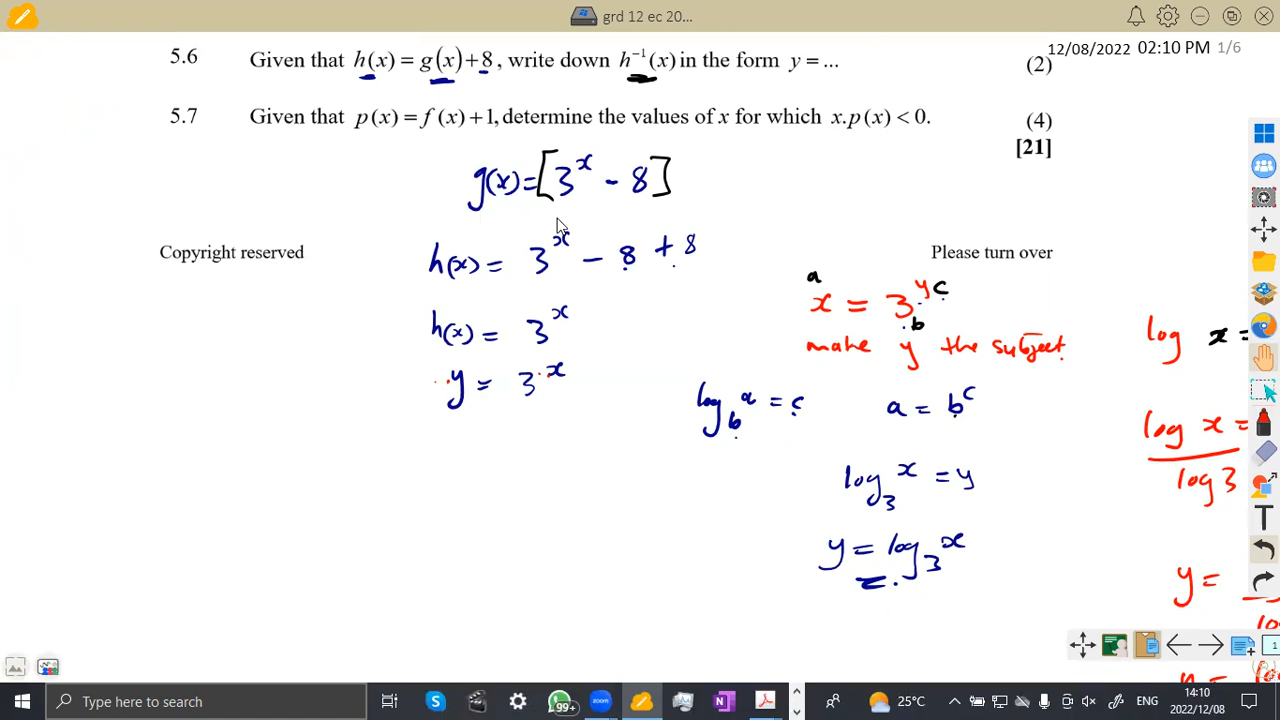 grd 12 ec 20...
12/08/2022 02:10 PM 1/6
5.6 Given that h(x) = g(x)+8, write down h⁻¹(x) in the form y = ... (2)
5.7 Given that p(x) = f(x)+1, determine the values of x for which x.p(x) < 0. (4)
[21]
g(x) = [3^x - 8]
Copyright reserved
Please turn over
h(x) = 3^x - 8 + 8
h(x) = 3^x
y = 3^x
a
x = 3^y c
b
make y the subject
log_b a = c
a = b^c
log_3 x = y
y = log_3 x
log x =
log x =
log 3
y =
lo
T
1
Type here to search
99+
25°C
ENG
14:10
2022/12/08